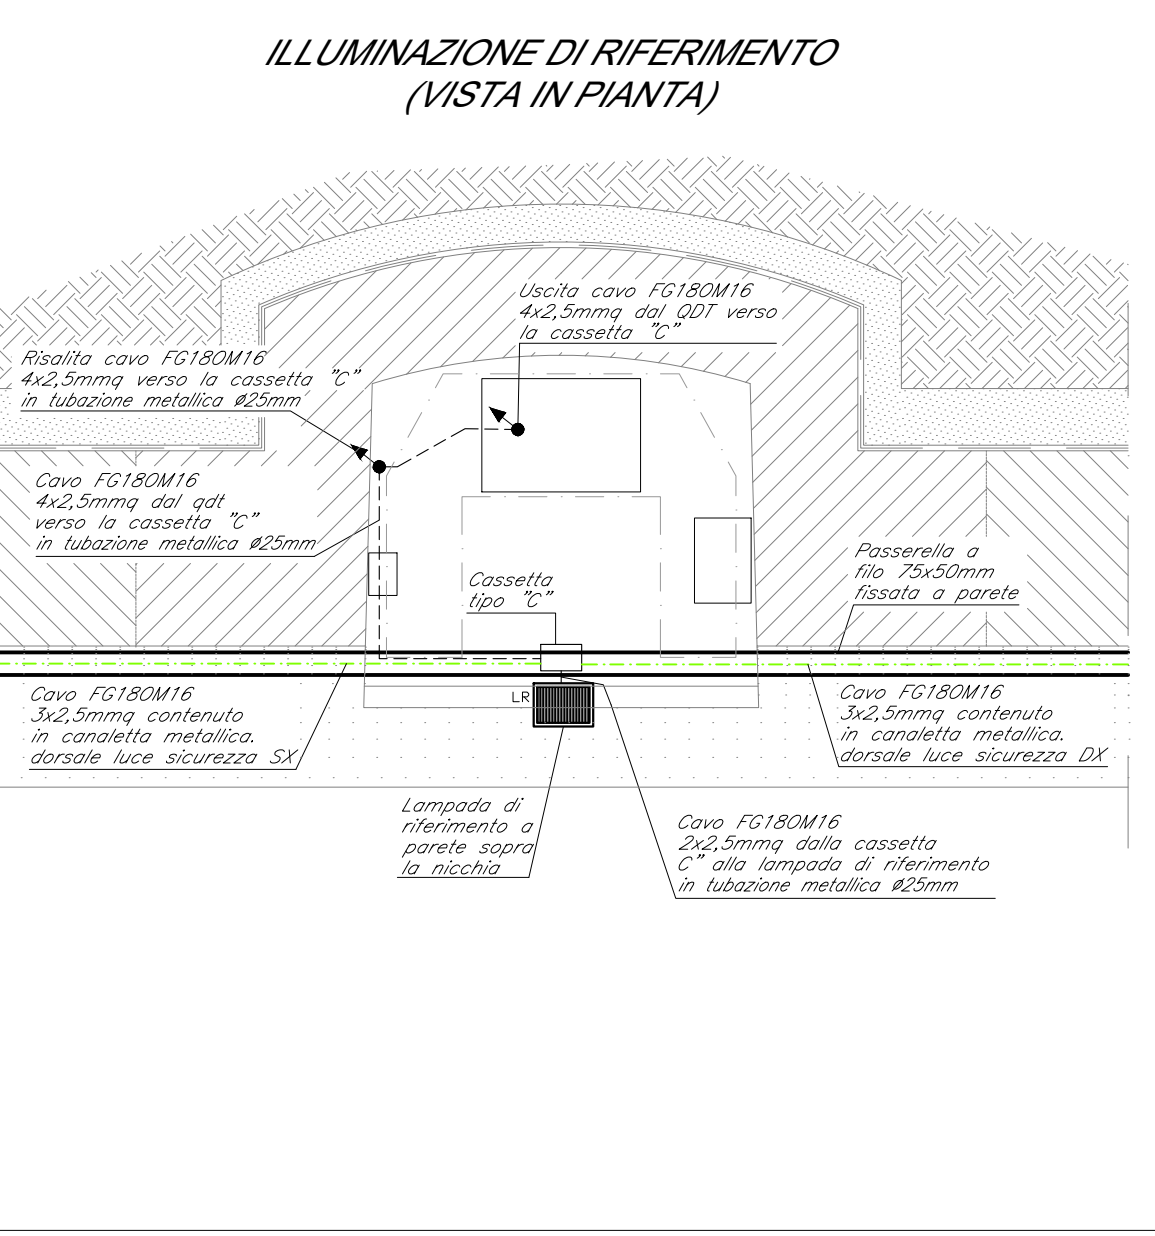 ILLUMINAZIONE DI RIFERIMENTO
(VISTA IN PIANTA)
Uscita cavo FG18OM16
4x2,5mmq dal QDT verso
la cassetta "C"
Risalita cavo FG18OM16
4x2,5mmq verso la cassetta "C"
in tubazione metallica ø25mm
Cavo FG18OM16
4x2,5mmq dal qdt
verso la cassetta "C"
in tubazione metallica ø25mm
Cassetta
tipo "C"
Passerella a
filo 75x50mm
fissata a parete
Cavo FG18OM16
3x2,5mmq contenuto
in canaletta metallica.
dorsale luce sicurezza SX
LR
Cavo FG18OM16
3x2,5mmq contenuto
in canaletta metallica.
dorsale luce sicurezza DX
Lampada di
riferimento a
parete sopra
la nicchia
Cavo FG18OM16
2x2,5mmq dalla cassetta
C" alla lampada di riferimento
in tubazione metallica ø25mm